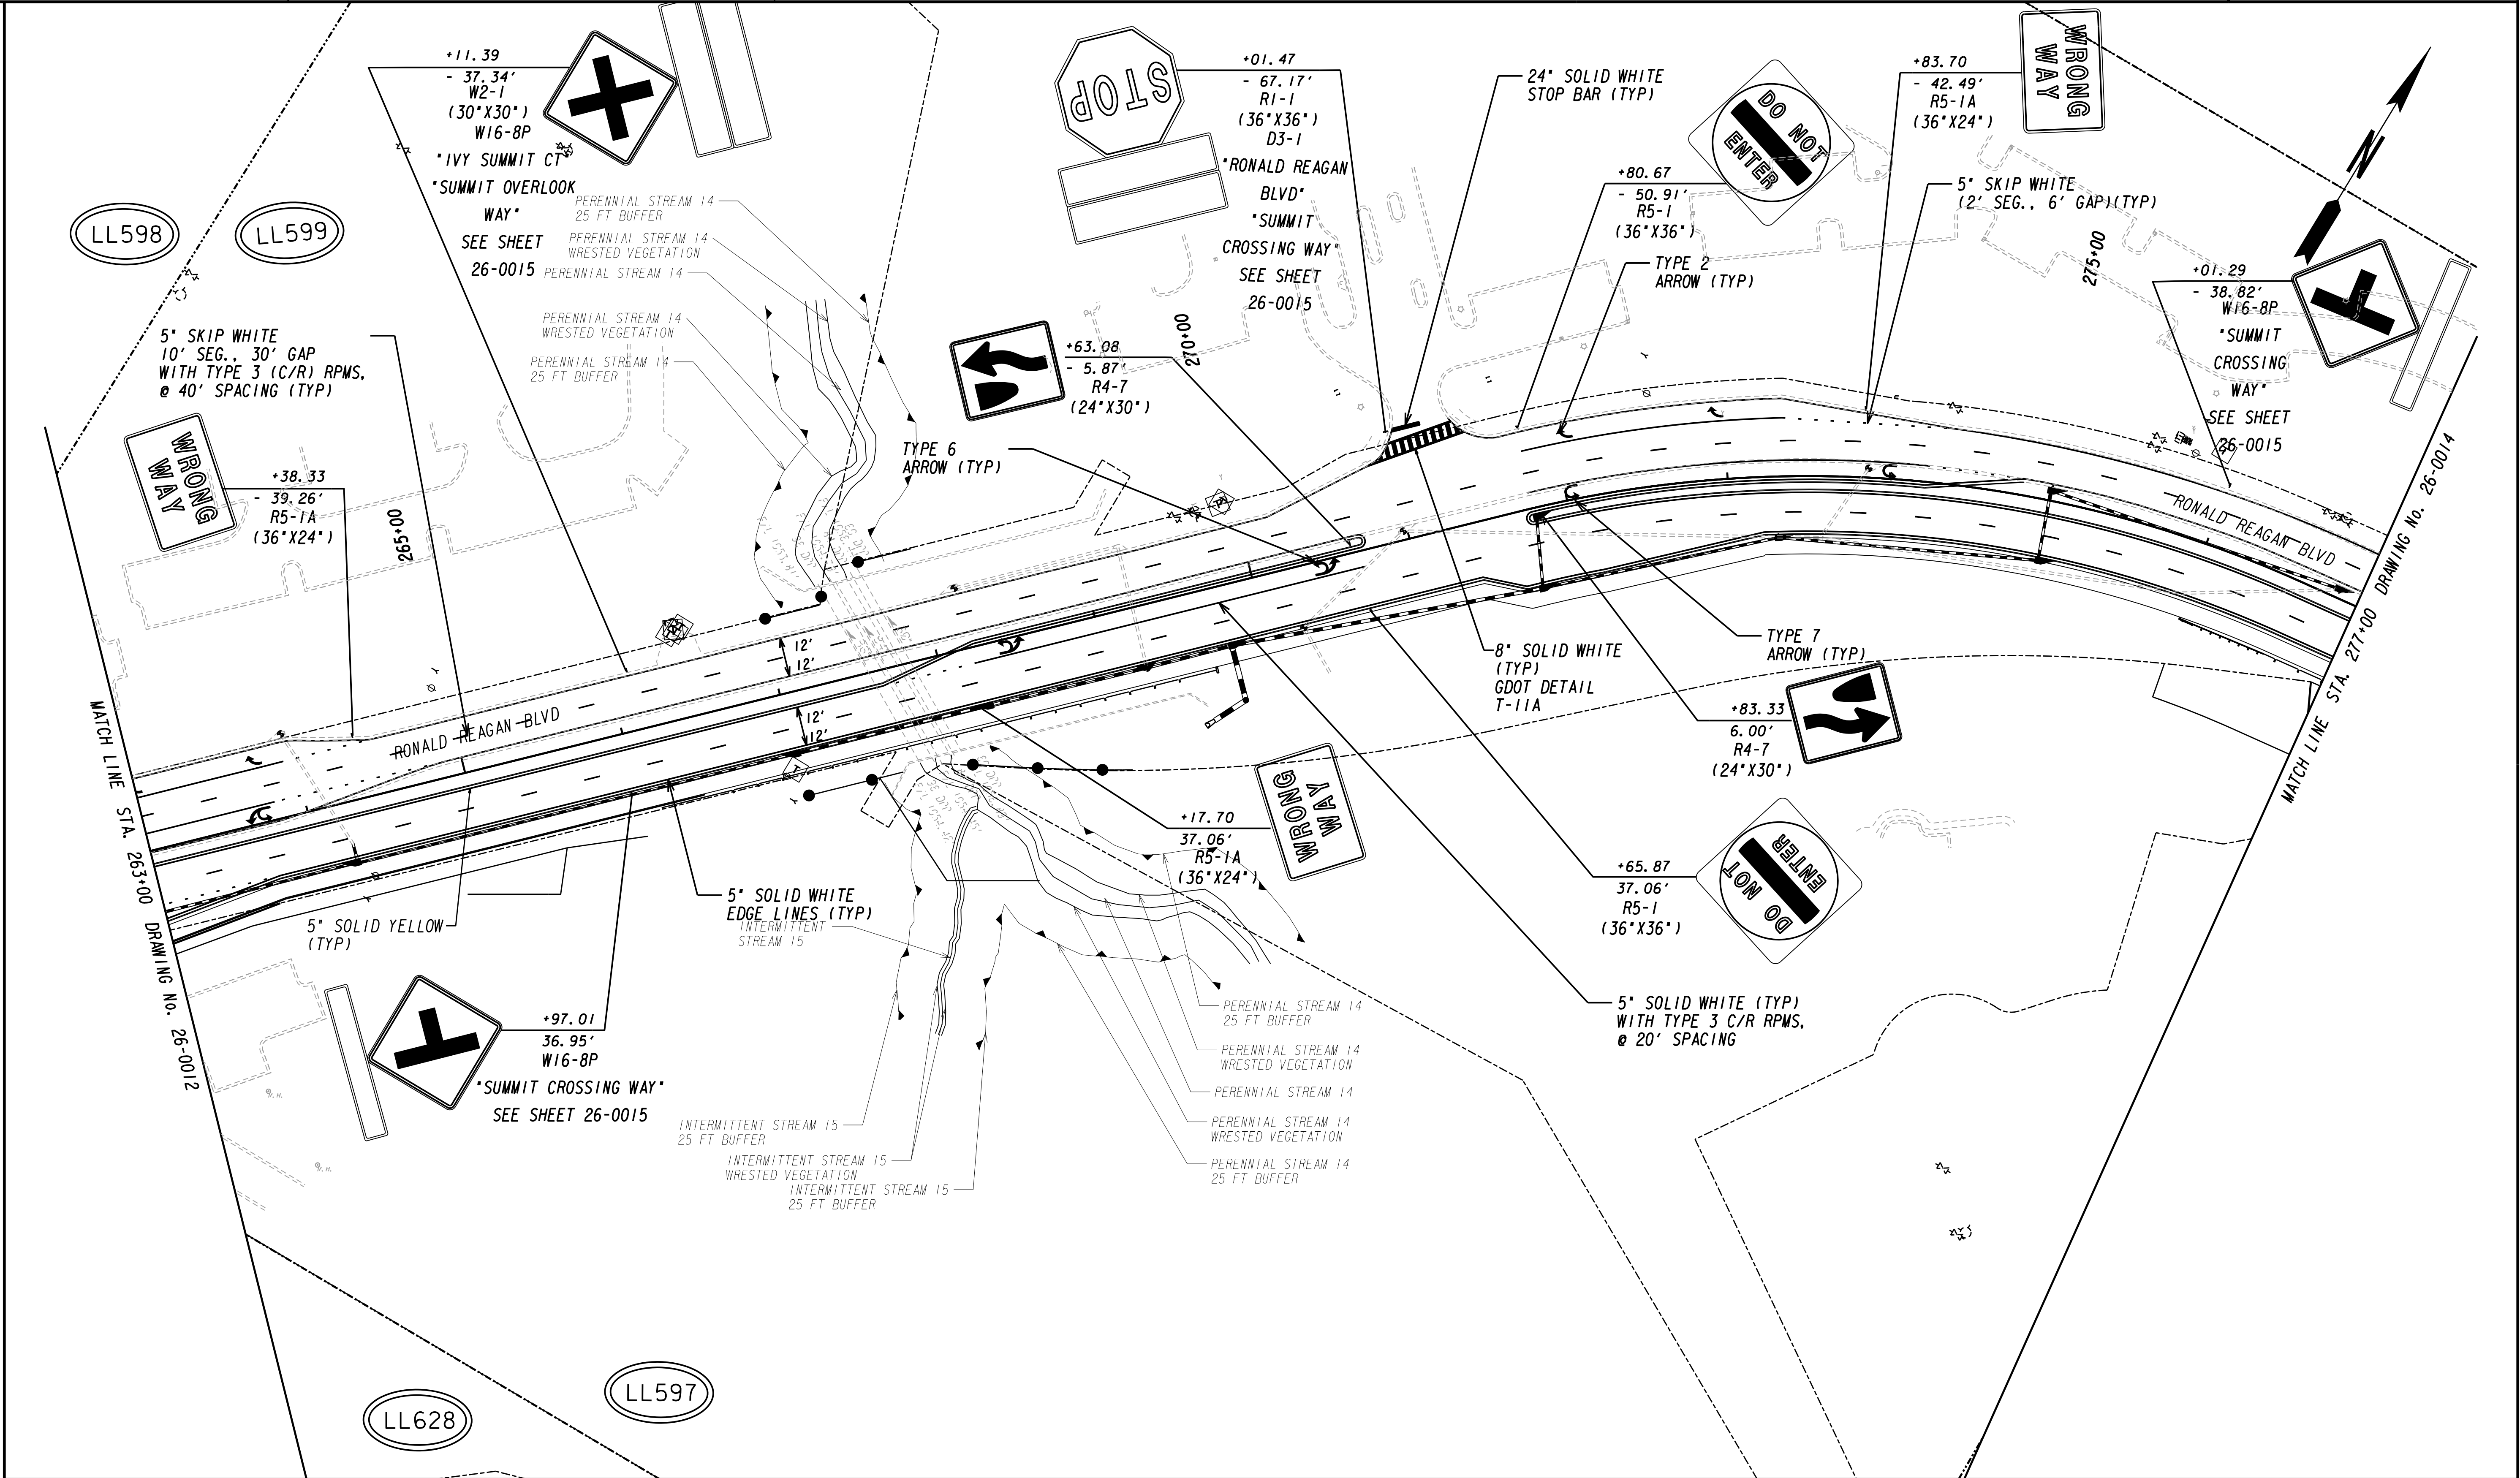 +11.39
- 37.34'
W2-1
(30"X30")
W16-8P
"IVY SUMMIT CT"
"SUMMIT OVERLOOK
WAY"
SEE SHEET
26-0015
LL598
LL599
PERENNIAL STREAM 14
25 FT BUFFER
PERENNIAL STREAM 14
WRESTED VEGETATION
PERENNIAL STREAM 14
PERENNIAL STREAM 14
WRESTED VEGETATION
PERENNIAL STREAM 14
25 FT BUFFER
STOP
+01.47
- 67.17'
R1-1
(36"X36")
D3-1
"RONALD REAGAN
BLVD"
"SUMMIT
CROSSING WAY"
SEE SHEET
26-0015
24" SOLID WHITE
STOP BAR (TYP)
DO NOT
ENTER
+80.67
- 50.91'
R5-1
(36"X36")
TYPE 2
ARROW (TYP)
WRONG
WAY
+83.70
- 42.49'
R5-1A
(36"X24")
5" SKIP WHITE
(2' SEG., 6' GAP)(TYP)
N
275+00
+01.29
- 38.82'
W16-8P
"SUMMIT
CROSSING
WAY"
SEE SHEET
26-0015
5" SKIP WHITE
10' SEG., 30' GAP
WITH TYPE 3 (C/R) RPMS,
@ 40' SPACING (TYP)
WRONG
WAY
+38.33
- 39.26'
R5-1A
(36"X24")
265+00
270+00
+63.08
- 5.87'
R4-7
(24"X30")
TYPE 6
ARROW (TYP)
RONALD REAGAN BLVD
RONALD REAGAN BLVD
12'
12'
12'
12'
MATCH LINE STA. 263+00 DRAWING No. 26-0012
MATCH LINE STA. 277+00 DRAWING No. 26-0014
8" SOLID WHITE
(TYP)
GDOT DETAIL
T-11A
TYPE 7
ARROW (TYP)
+83.33
6.00'
R4-7
(24"X30")
WRONG
WAY
+17.70
37.06'
R5-1A
(36"X24")
DO NOT
ENTER
+65.87
37.06'
R5-1
(36"X36")
5" SOLID YELLOW
(TYP)
5" SOLID WHITE
EDGE LINES (TYP)
INTERMITTENT
STREAM 15
+97.01
36.95'
W16-8P
"SUMMIT CROSSING WAY"
SEE SHEET 26-0015
5" SOLID WHITE (TYP)
WITH TYPE 3 C/R RPMS,
@ 20' SPACING
PERENNIAL STREAM 14
25 FT BUFFER
PERENNIAL STREAM 14
WRESTED VEGETATION
PERENNIAL STREAM 14
PERENNIAL STREAM 14
WRESTED VEGETATION
PERENNIAL STREAM 14
25 FT BUFFER
INTERMITTENT STREAM 15
25 FT BUFFER
INTERMITTENT STREAM 15
WRESTED VEGETATION
INTERMITTENT STREAM 15
25 FT BUFFER
LL597
LL628